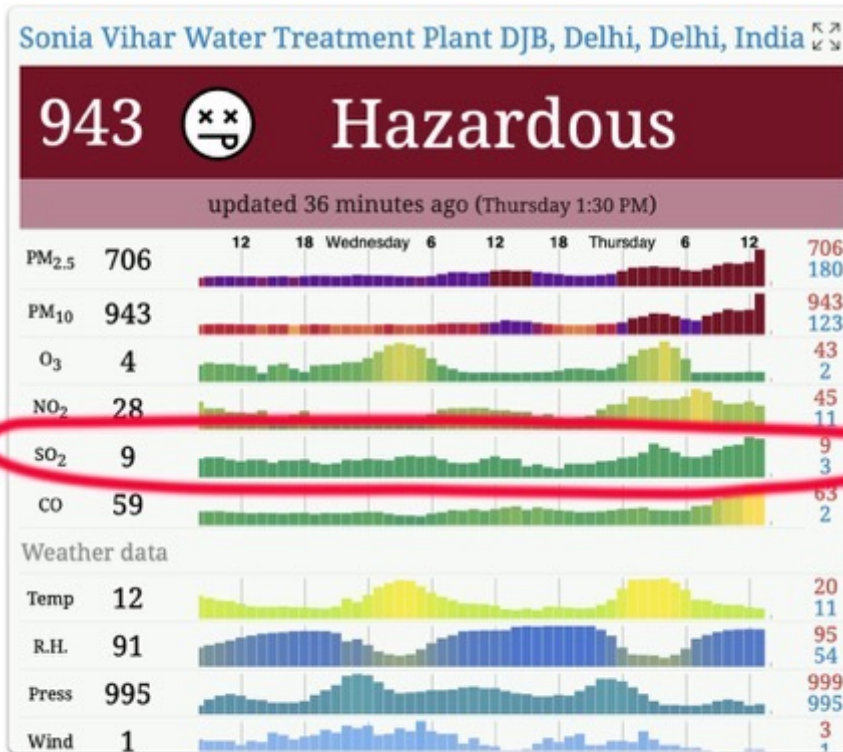 Sonia Vihar Water Treatment Plant DJB, Delhi, Delhi, India
943 Hazardous
updated 36 minutes ago (Thursday 1:30 PM)
12 18 Wednesday 6 12 18 Thursday 6 12
PM2.5 706 706 180
PM10 943 943 123
O3 4 43 2
NO2 28 45 11
SO2 9 9 3
CO 59 63 2
Weather data
Temp 12 20 11
R.H. 91 95 54
Press 995 999 995
Wind 1 3